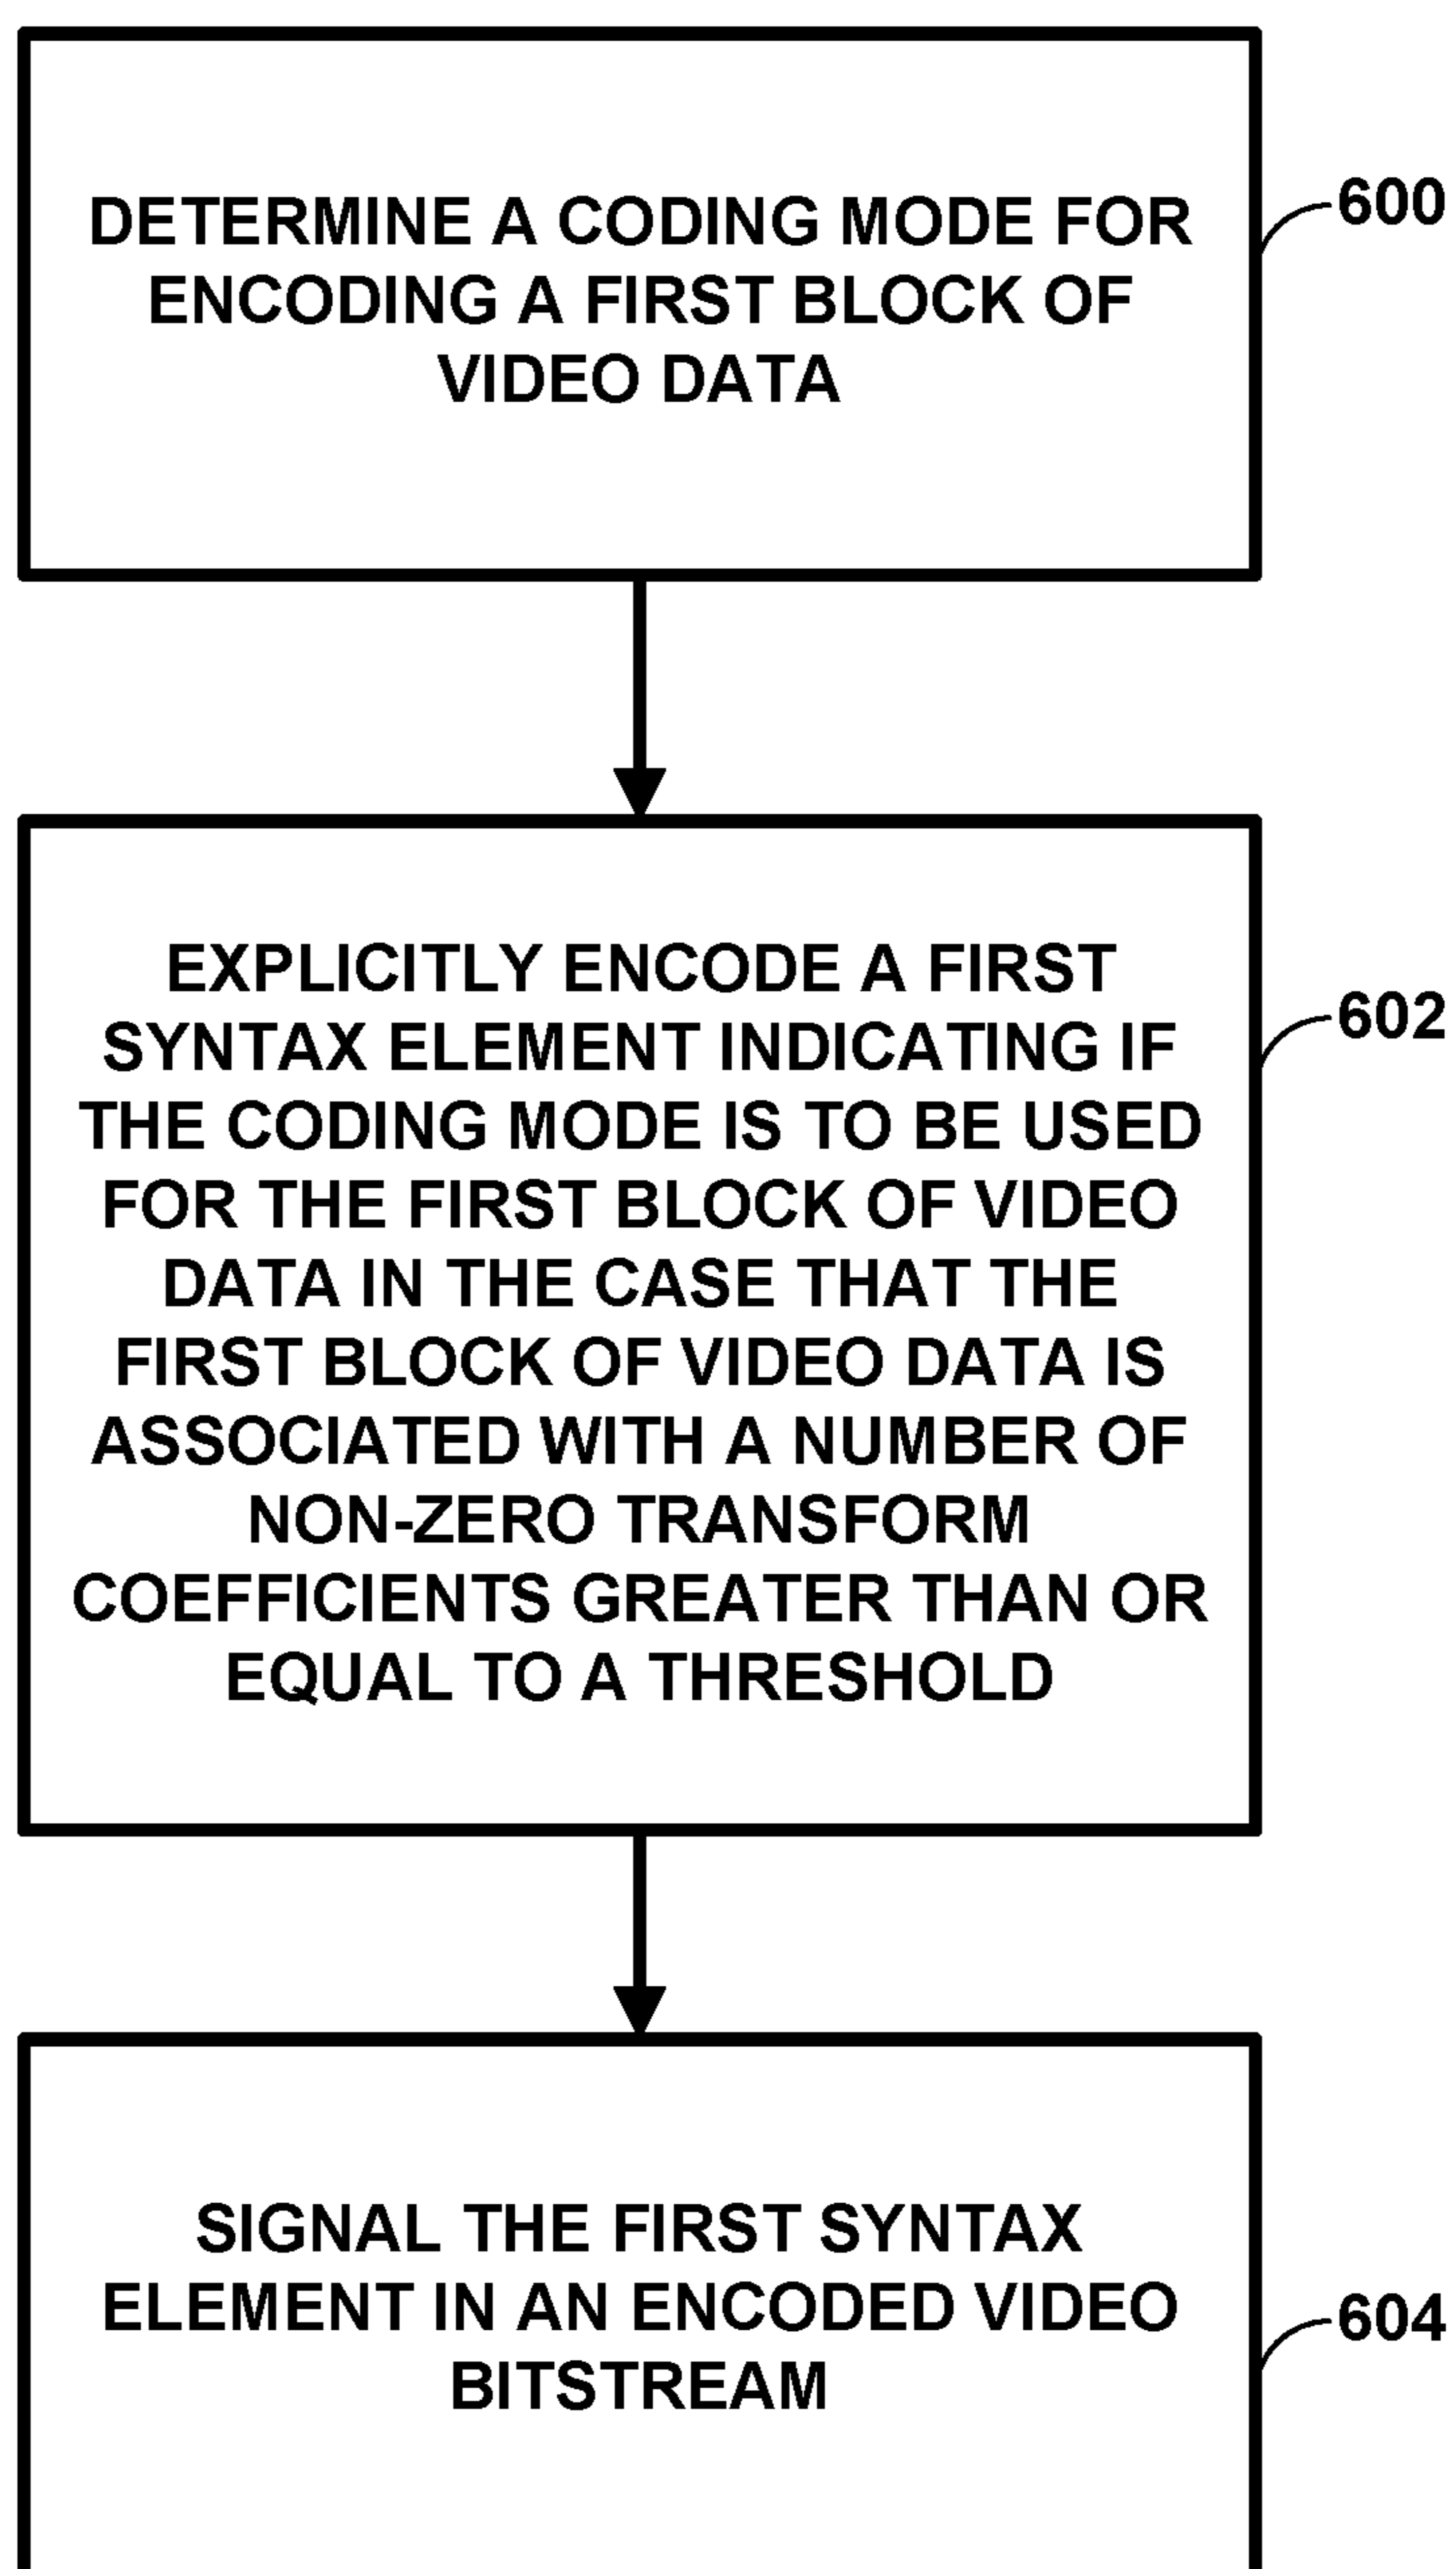 DETERMINE A CODING MODE FOR
ENCODING A FIRST BLOCK OF
VIDEO DATA
600
EXPLICITLY ENCODE A FIRST
SYNTAX ELEMENT INDICATING IF
THE CODING MODE IS TO BE USED
FOR THE FIRST BLOCK OF VIDEO
DATA IN THE CASE THAT THE
FIRST BLOCK OF VIDEO DATA IS
ASSOCIATED WITH A NUMBER OF
NON-ZERO TRANSFORM
COEFFICIENTS GREATER THAN OR
EQUAL TO A THRESHOLD
602
SIGNAL THE FIRST SYNTAX
ELEMENT IN AN ENCODED VIDEO
BITSTREAM
604